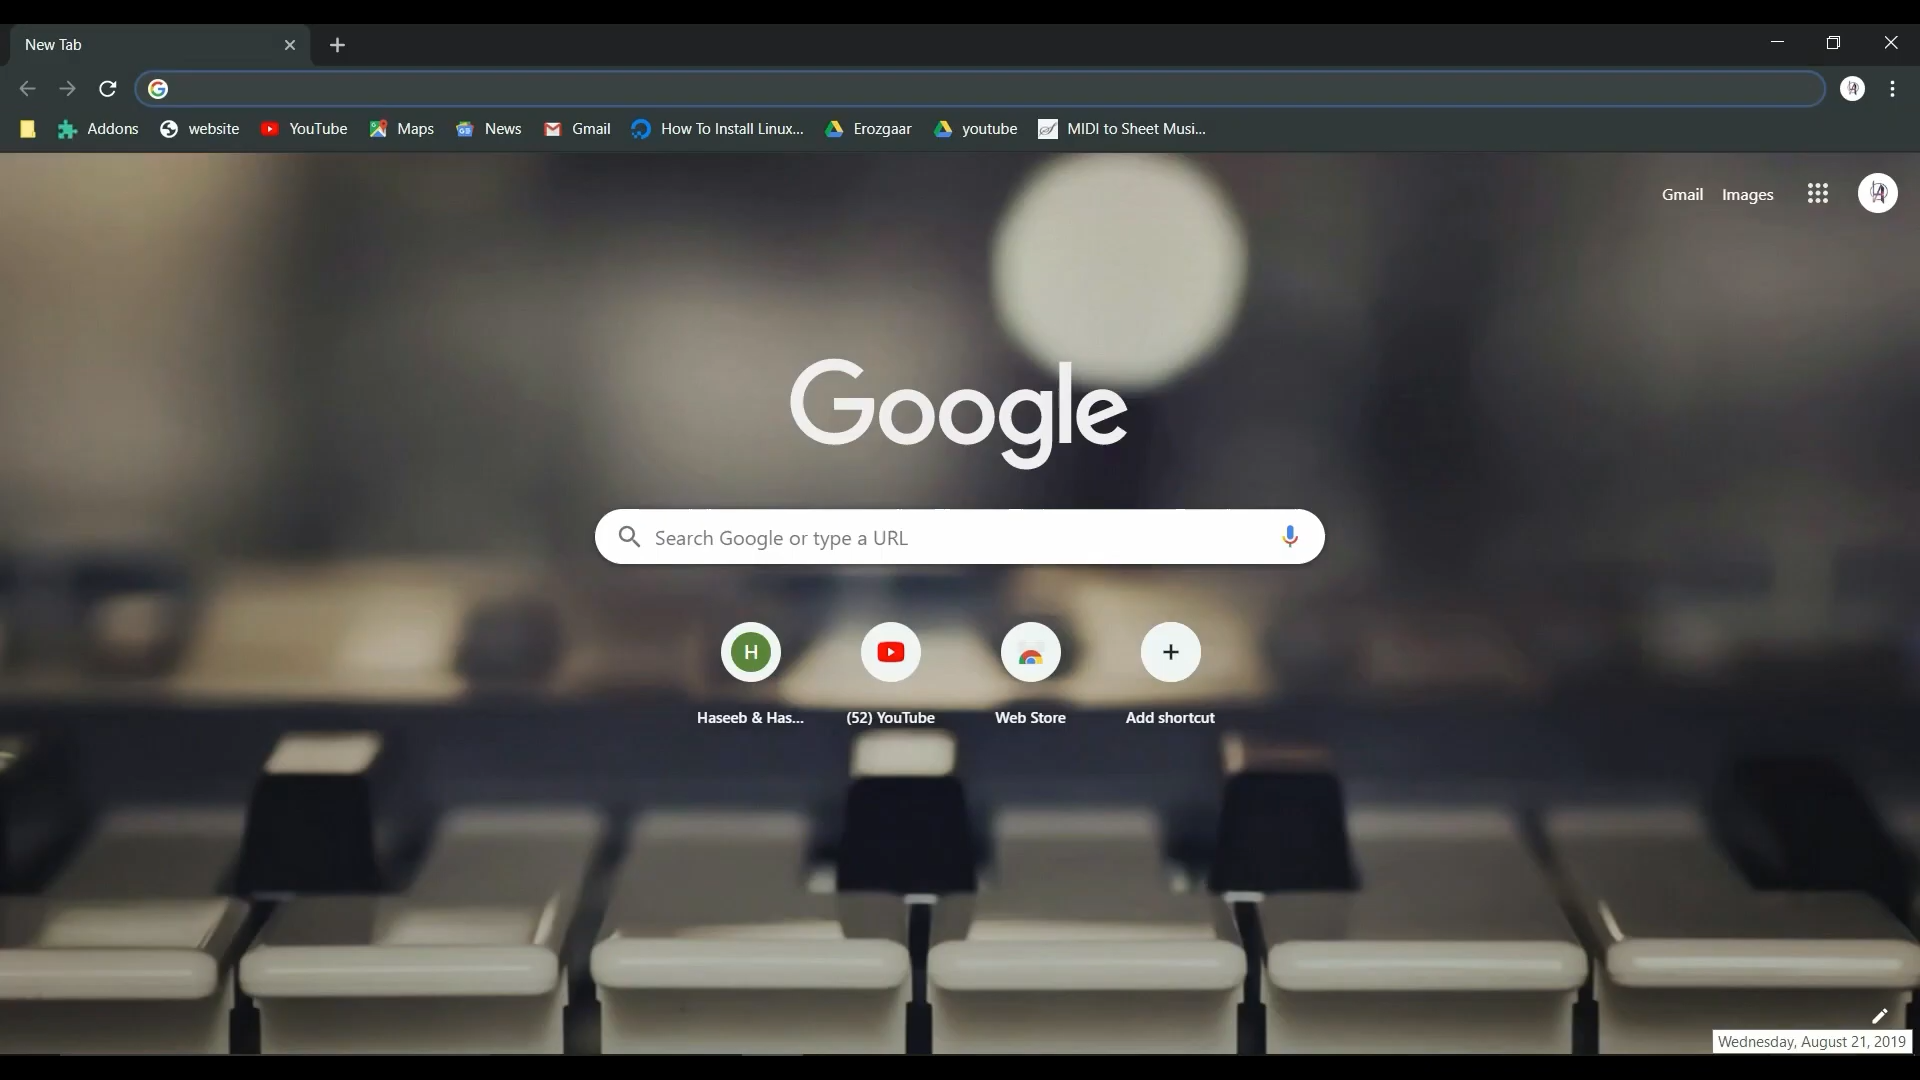 New Tab
Addons website YouTube Maps News Gmail How To Install Linux... Erozgaar youtube MIDI to Sheet Musi...
Gmail Images
Google
Search Google or type a URL
H
Haseeb & Has... (52) YouTube Web Store Add shortcut
Wednesday, August 21, 2019